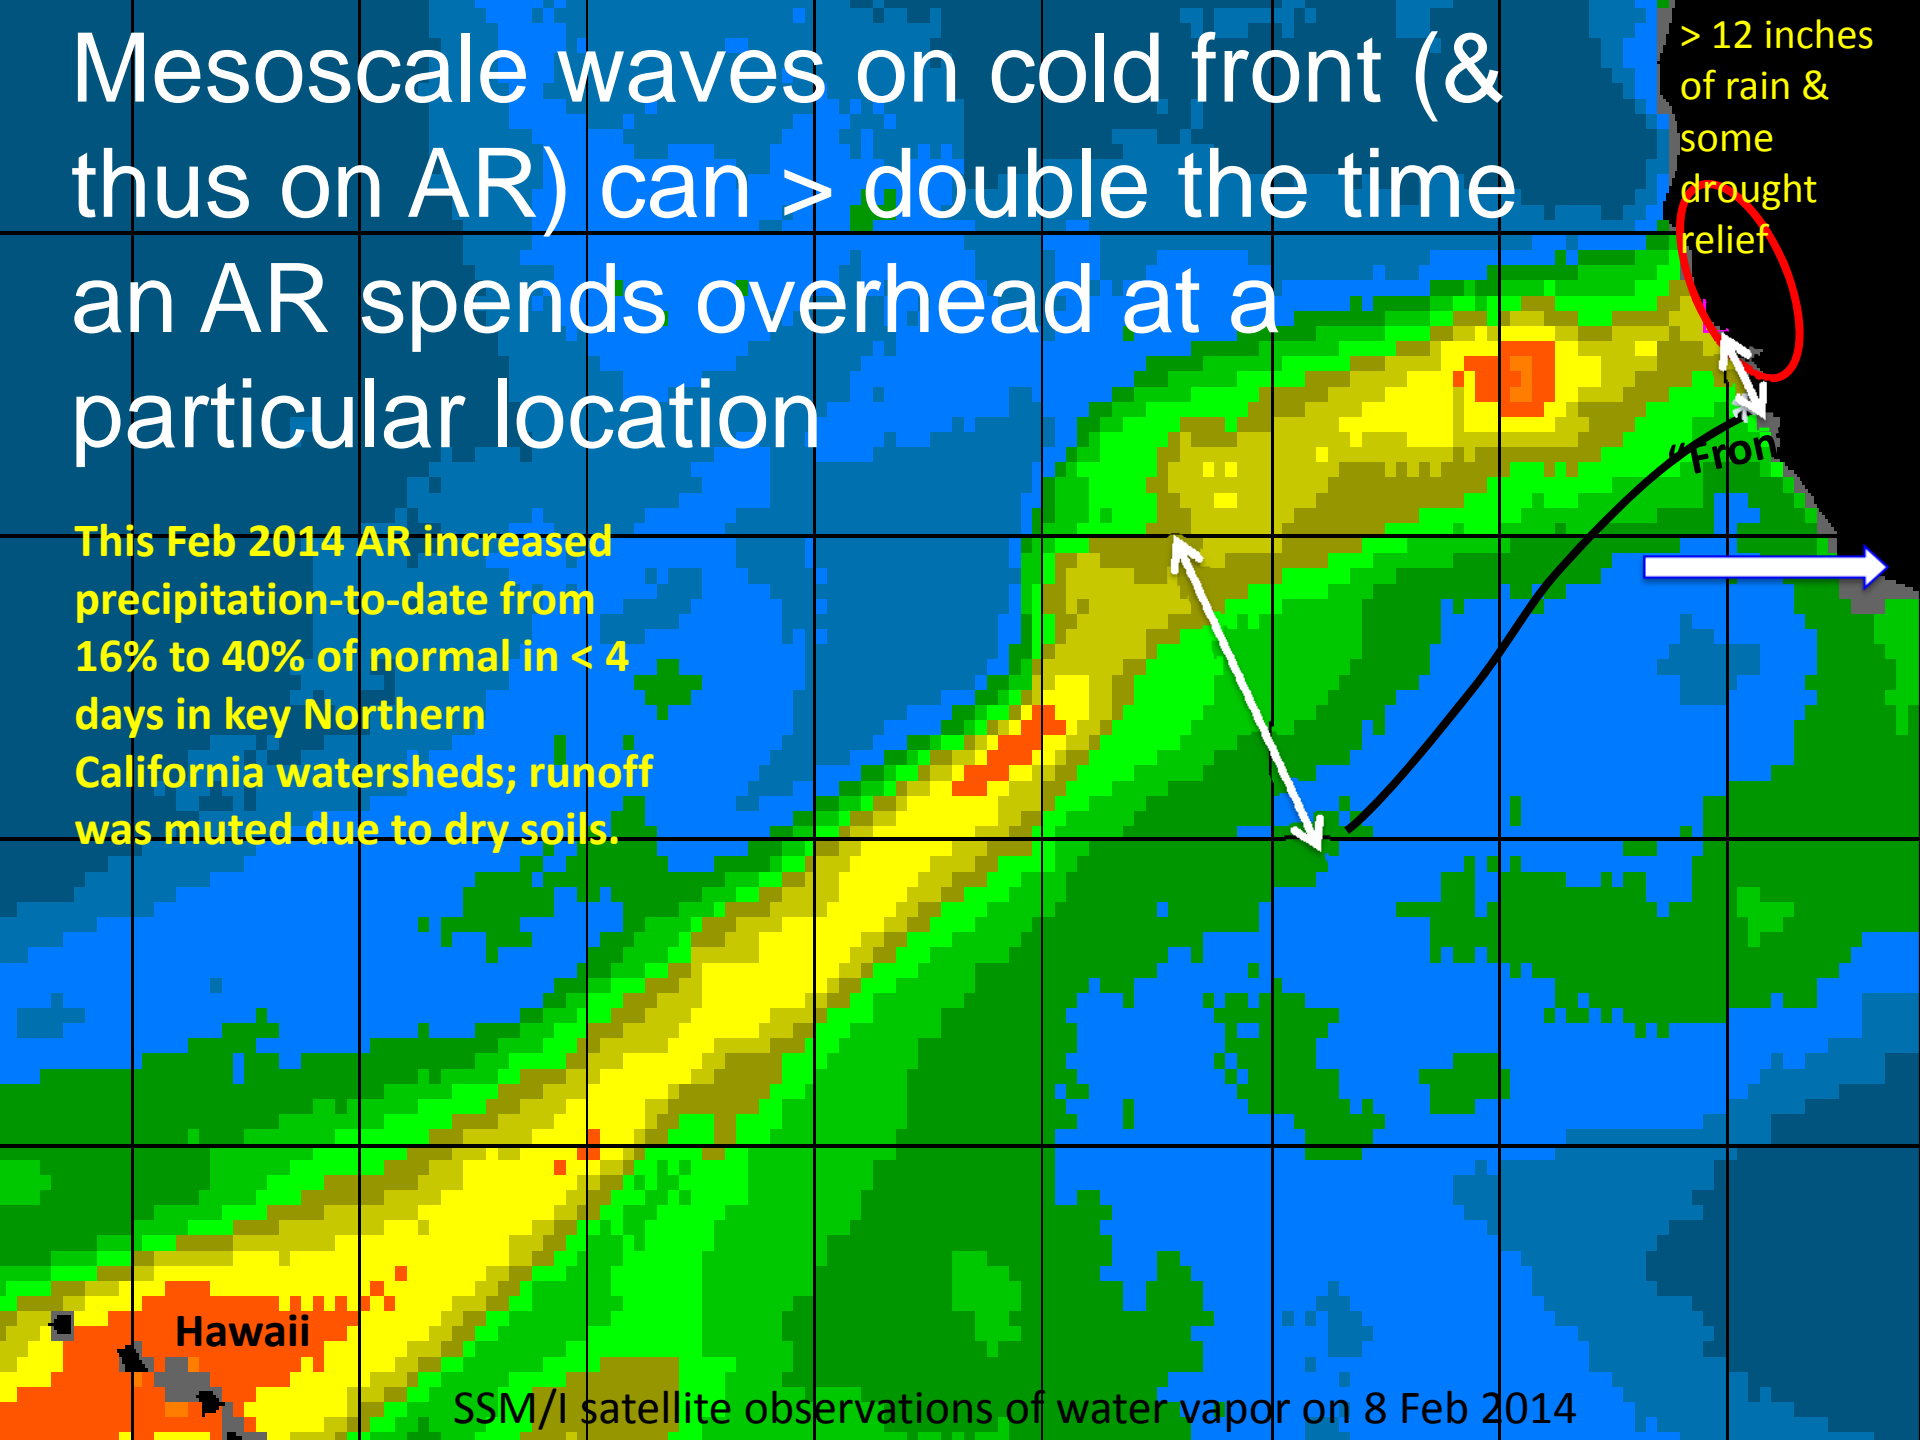 Mesoscale waves on cold front (&
thus on AR) can > double the time
an AR spends overhead at a
particular location
> 12 inches
of rain &
some
drought
relief
"Fron
This Feb 2014 AR increased
precipitation-to-date from
16% to 40% of normal in < 4
days in key Northern
California watersheds; runoff
was muted due to dry soils.
Hawaii
SSM/I satellite observations of water vapor on 8 Feb 2014